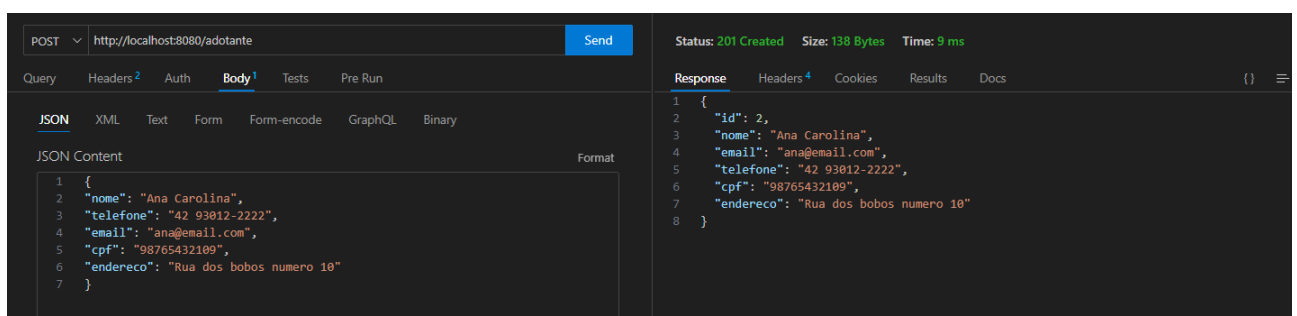 POST http://localhost:8080/adotante Send
Query Headers 2 Auth Body 1 Tests Pre Run
JSON XML Text Form Form-encode GraphQL Binary
JSON Content Format
1 {
2 "nome": "Ana Carolina",
3 "telefone": "42 93012-2222",
4 "email": "ana@email.com",
5 "cpf": "98765432109",
6 "endereco": "Rua dos bobos numero 10"
7 }
Status: 201 Created Size: 138 Bytes Time: 9 ms
Response Headers 4 Cookies Results Docs {}
1 {
2 "id": 2,
3 "nome": "Ana Carolina",
4 "email": "ana@email.com",
5 "telefone": "42 93012-2222",
6 "cpf": "98765432109",
7 "endereco": "Rua dos bobos numero 10"
8 }